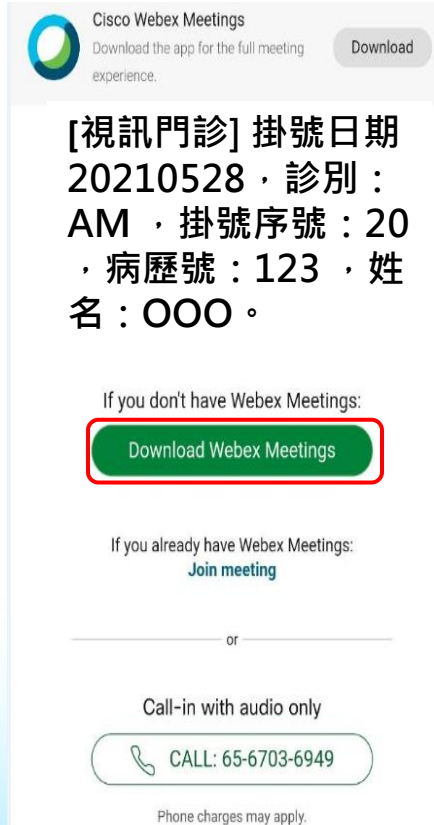 Cisco Webex Meetings
Download the app for the full meeting
experience.
Download
[視訊門診] 掛號日期
20210528,診別:
AM ,掛號序號:20
,病歷號:123 ,姓
名:OOO。
If you don't have Webex Meetings:
Download Webex Meetings
If you already have Webex Meetings:
Join meeting
or
Call-in with audio only
CALL: 65-6703-6949
Phone charges may apply.